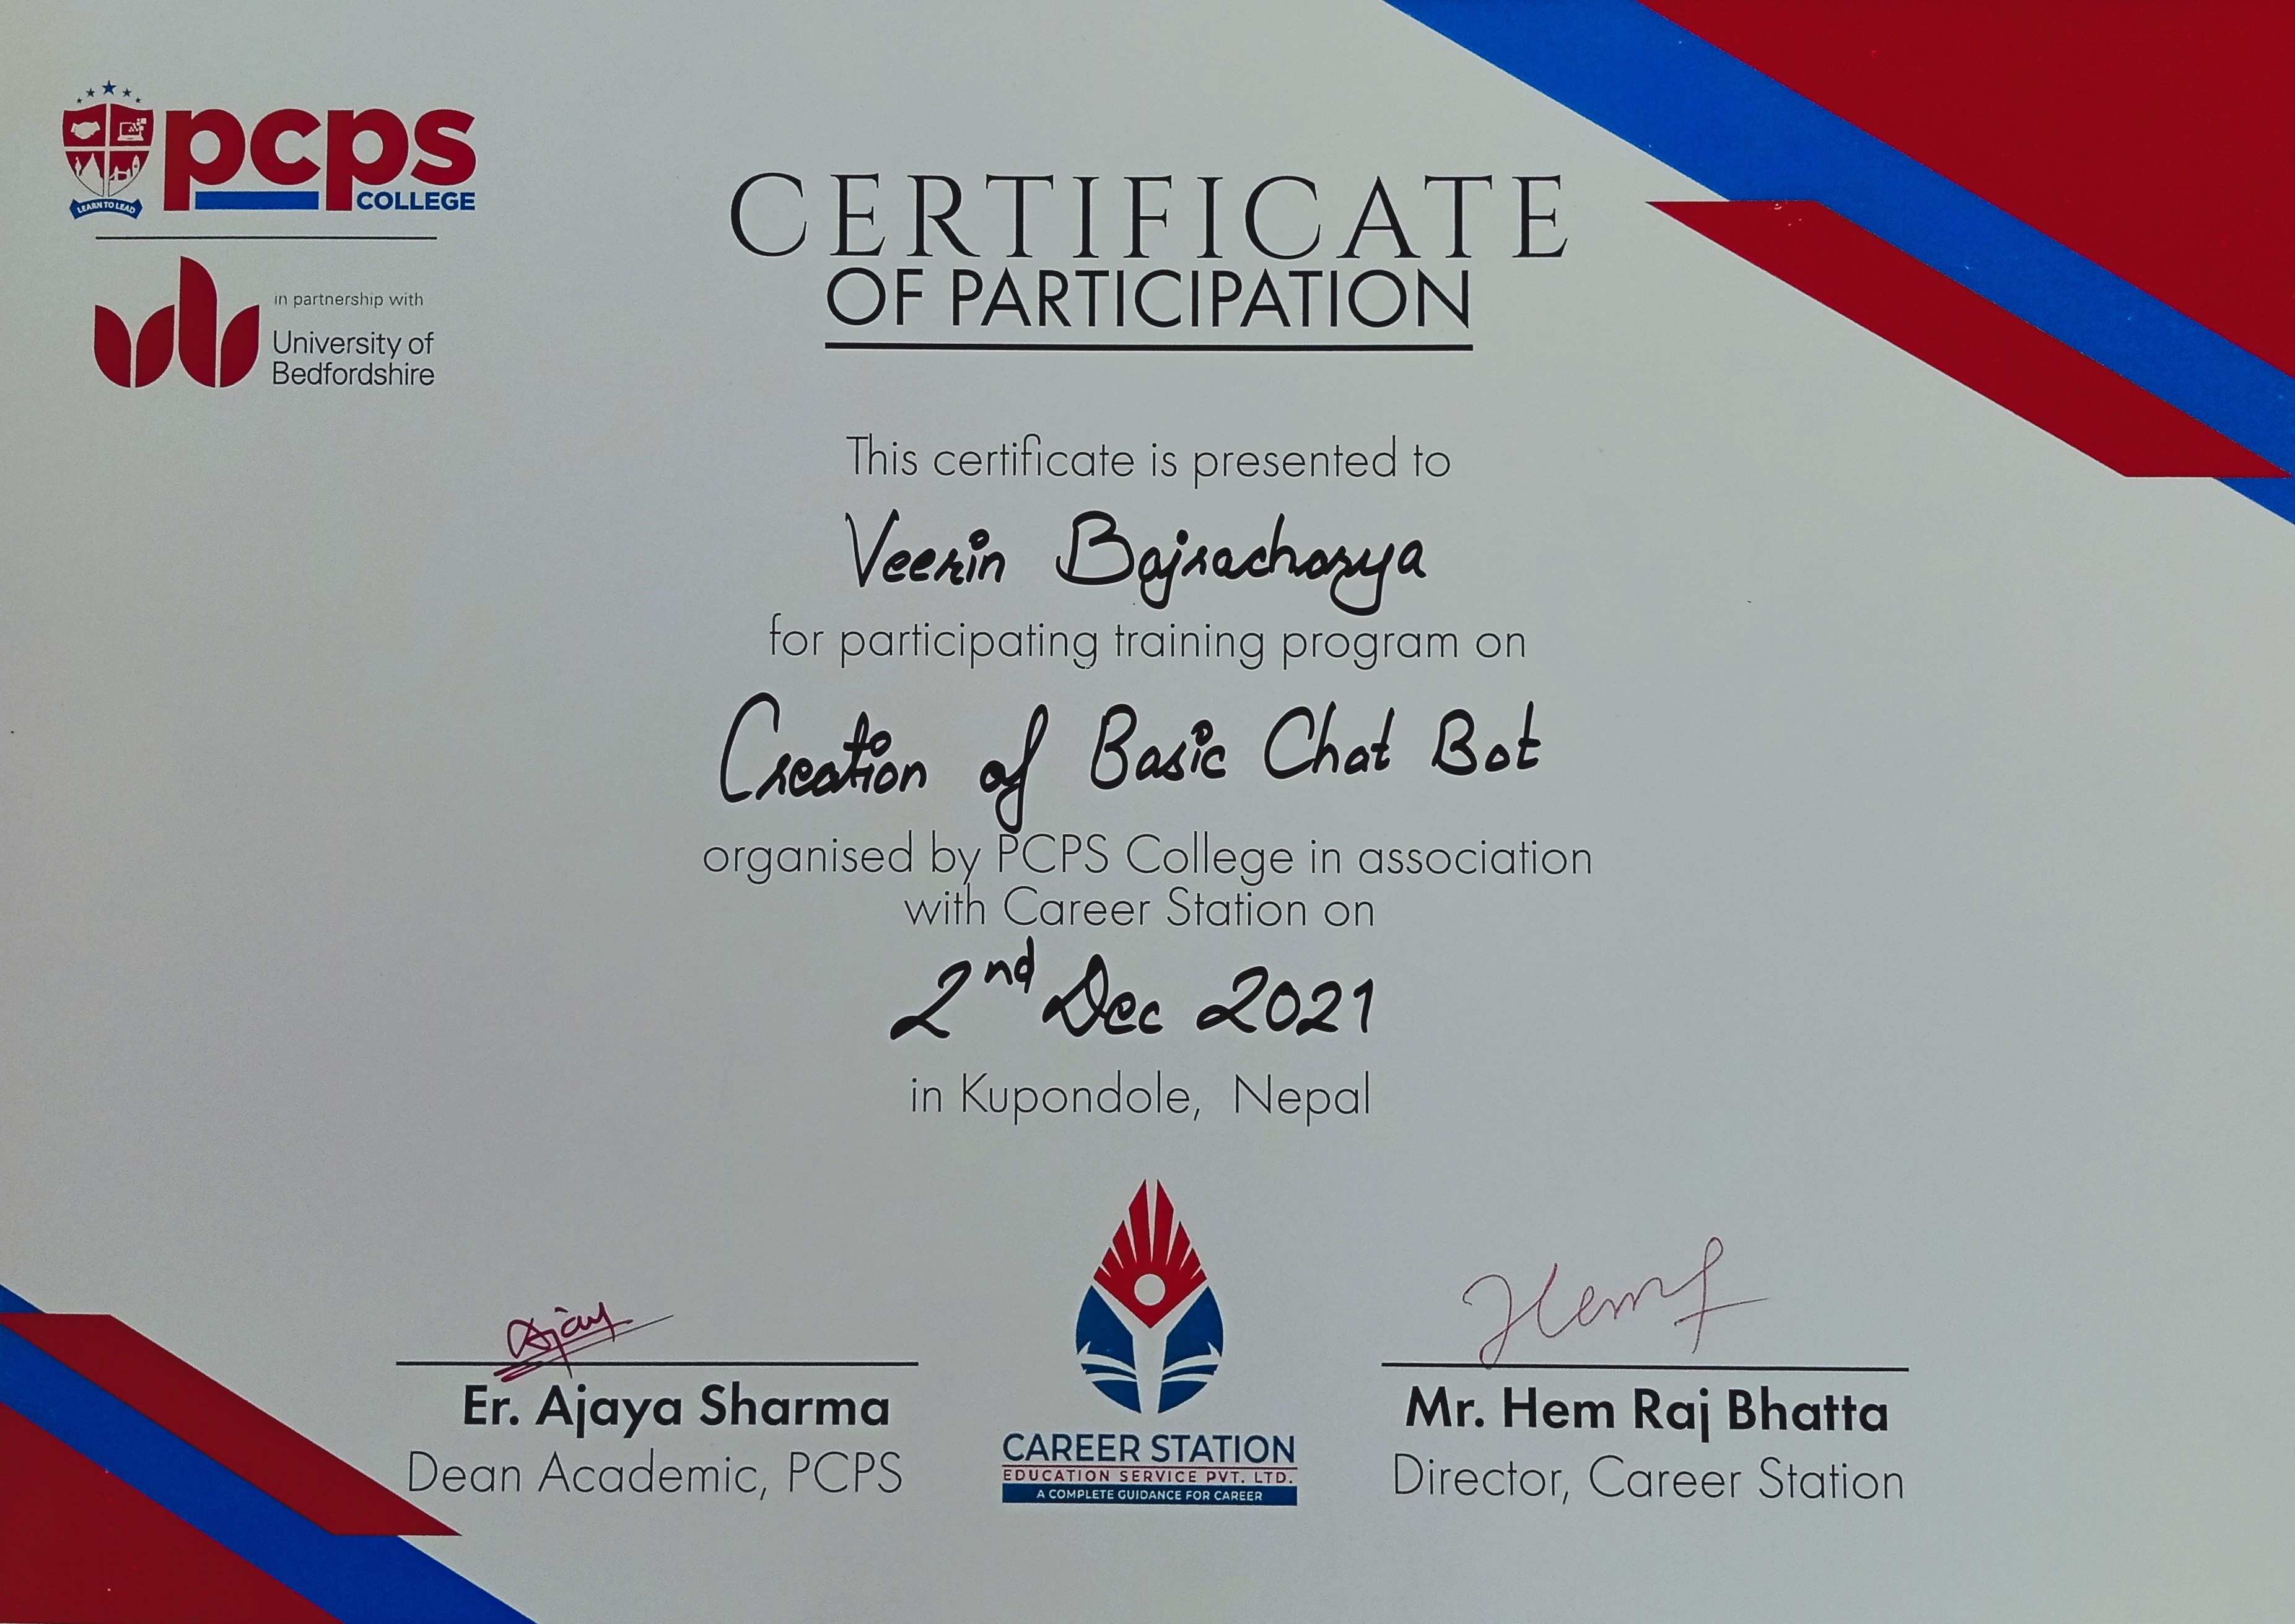 pcps
COLLEGE
LEARN TO LEAD
in partnership with
University of
Bedfordshire
CERTIFICATE
OF PARTICIPATION
This certificate is presented to
Veerin Bajracharya
for participating training program on
Creation of Basic Chat Bot
organised by PCPS College in association
with Career Station on
2nd Dec 2021
in Kupondole, Nepal
Ajay
Hem
Er. Ajaya Sharma
Dean Academic, PCPS
CAREER STATION
EDUCATION SERVICE PVT. LTD.
A COMPLETE GUIDANCE FOR CAREER
Mr. Hem Raj Bhatta
Director, Career Station